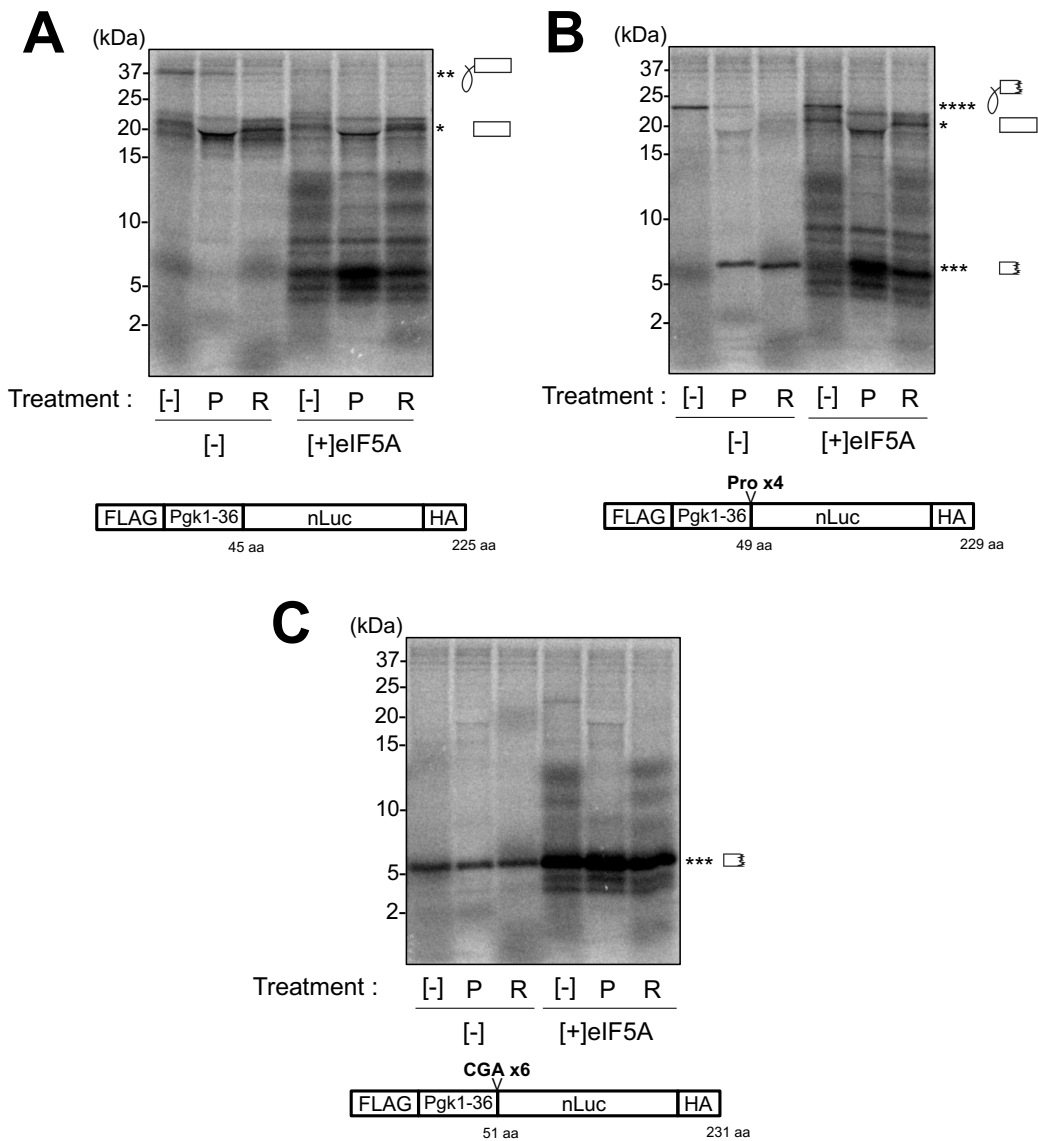 A
(kDa)
37
25
20
15
10
5
2
**
*
Treatment : [-] P R [-] P R
[-] [+]eIF5A
FLAG Pgk1-36 nLuc HA
45 aa 225 aa
B
(kDa)
37
25
20
15
10
5
2
****
*
***
Treatment : [-] P R [-] P R
[-] [+]eIF5A
Pro x4
FLAG Pgk1-36 nLuc HA
49 aa 229 aa
C
(kDa)
37
25
20
15
10
5
2
***
Treatment : [-] P R [-] P R
[-] [+]eIF5A
CGA x6
FLAG Pgk1-36 nLuc HA
51 aa 231 aa